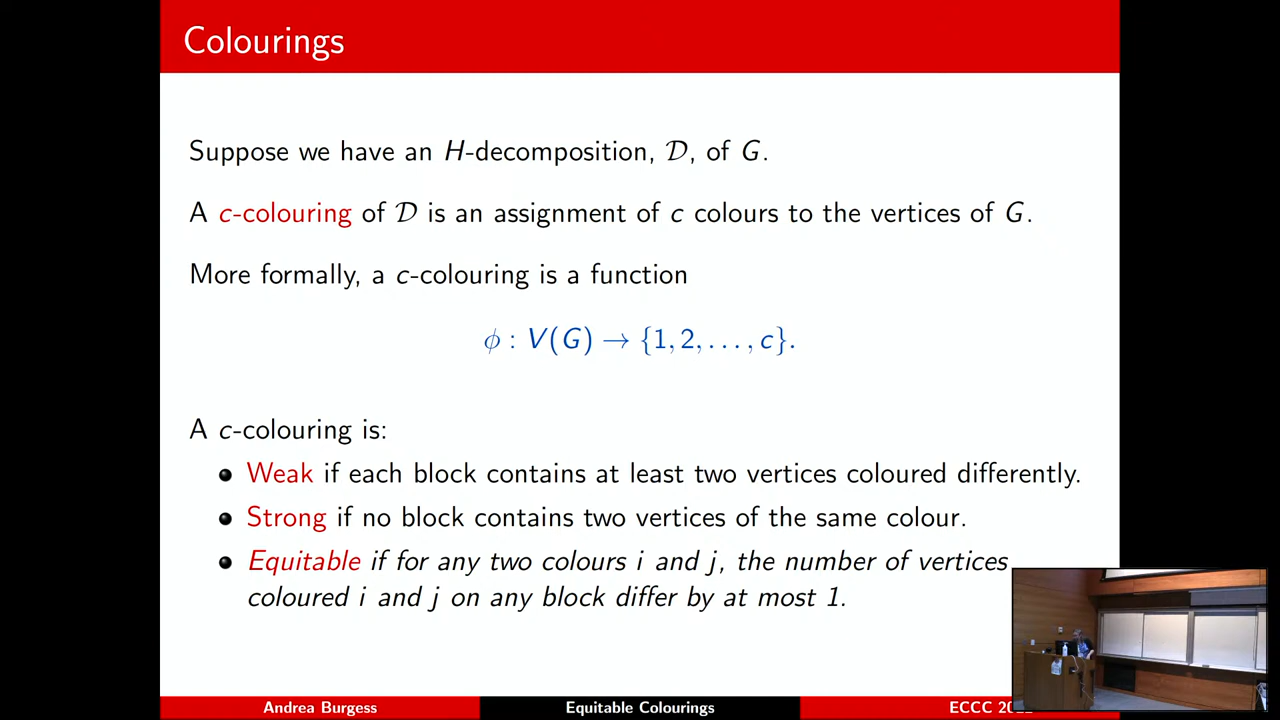 Colourings
Suppose we have an H-decomposition, 𝒟, of G.
A c-colouring of 𝒟 is an assignment of c colours to the vertices of G.
More formally, a c-colouring is a function
ϕ : V(G) → {1, 2, . . . , c}.
A c-colouring is:
Weak if each block contains at least two vertices coloured differently.
Strong if no block contains two vertices of the same colour.
Equitable if for any two colours i and j, the number of vertices
coloured i and j on any block differ by at most 1.
Andrea Burgess
Equitable Colourings
ECCC